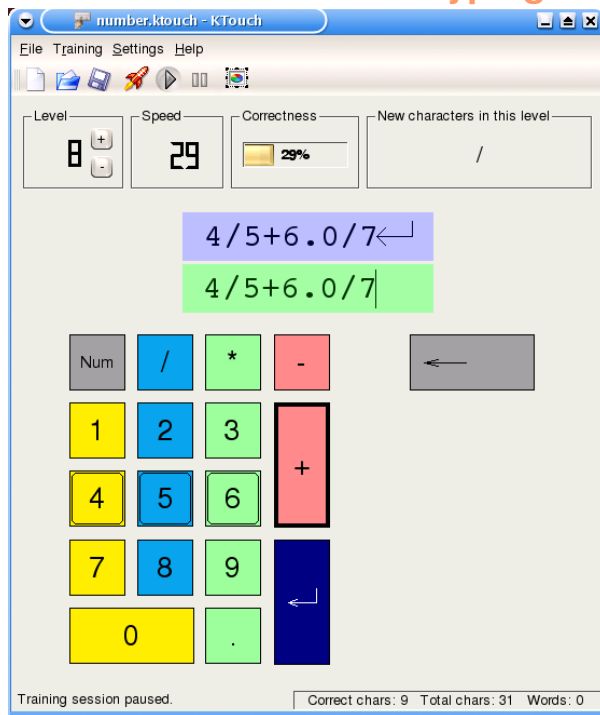 number.ktouch - KTouch
File Training Settings Help
Level Speed Correctness New characters in this level
8 + - 29 29% /
4/5+6.0/7
4/5+6.0/7
Num / * -
1 2 3
+
4 5 6
7 8 9
0 .
Training session paused. Correct chars: 9 Total chars: 31 Words: 0